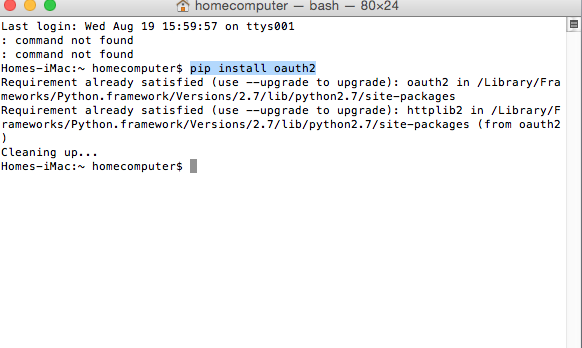 homecomputer — bash — 80×24
Last login: Wed Aug 19 15:59:57 on ttys001
: command not found
: command not found
Homes-iMac:~ homecomputer$ pip install oauth2
Requirement already satisfied (use --upgrade to upgrade): oauth2 in /Library/Fra
meworks/Python.framework/Versions/2.7/lib/python2.7/site-packages
Requirement already satisfied (use --upgrade to upgrade): httplib2 in /Library/F
rameworks/Python.framework/Versions/2.7/lib/python2.7/site-packages (from oauth2
)
Cleaning up...
Homes-iMac:~ homecomputer$